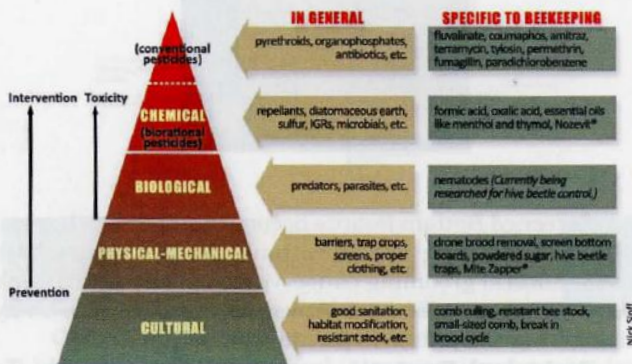 IN GENERAL
SPECIFIC TO BEEKEEPING
(conventional
pesticides)
pyrethroids, organophosphates,
antibiotics, etc.
fluvalinate, coumaphos, amitraz,
terramycin, tylosin, permethrin,
fumagillin, paradichlorobenzene
Intervention
Toxicity
CHEMICAL
(biorational
pesticides)
repellants, diatomaceous earth,
sulfur, IGRs, microbials, etc.
formic acid, oxalic acid, essential oils
like menthol and thymol, Nozevit®
BIOLOGICAL
predators, parasites, etc.
nematodes (Currently being
researched for hive beetle control.)
PHYSICAL-MECHANICAL
barriers, trap crops,
screens, proper
clothing, etc.
drone brood removal, screen bottom
boards, powdered sugar, hive beetle
traps, Mite Zapper®
Prevention
CULTURAL
good sanitation,
habitat modification,
resistant stock, etc.
comb culling, resistant bee stock,
small-sized comb, break in
brood cycle